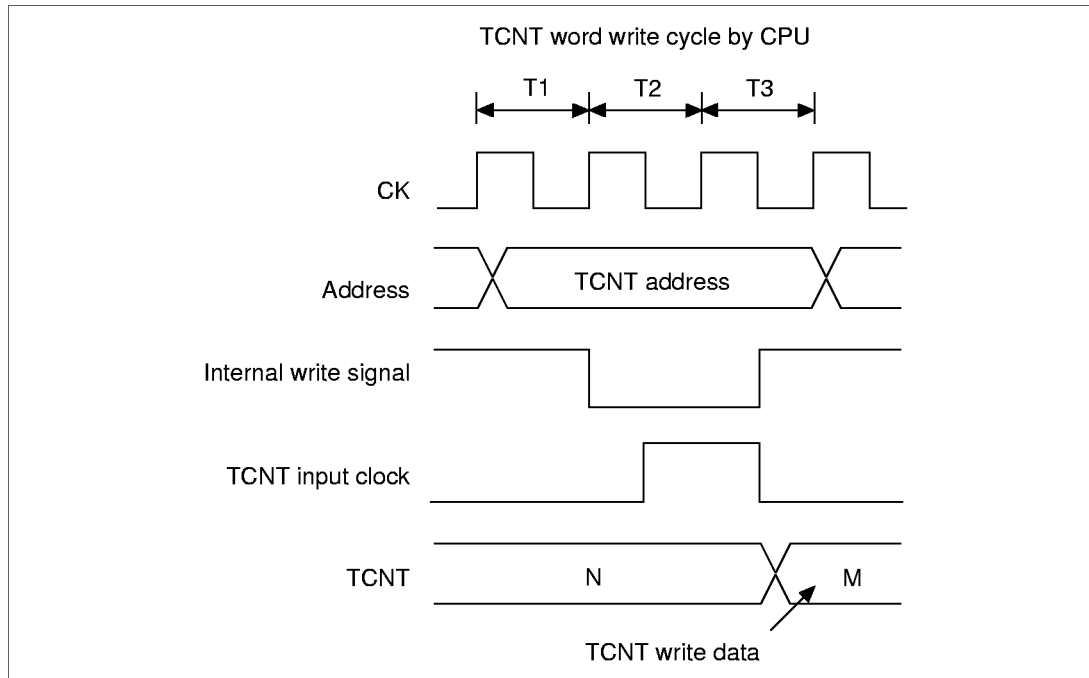 TCNT word write cycle by CPU
T1 T2 T3
CK
Address TCNT address
Internal write signal
TCNT input clock
TCNT N M
TCNT write data